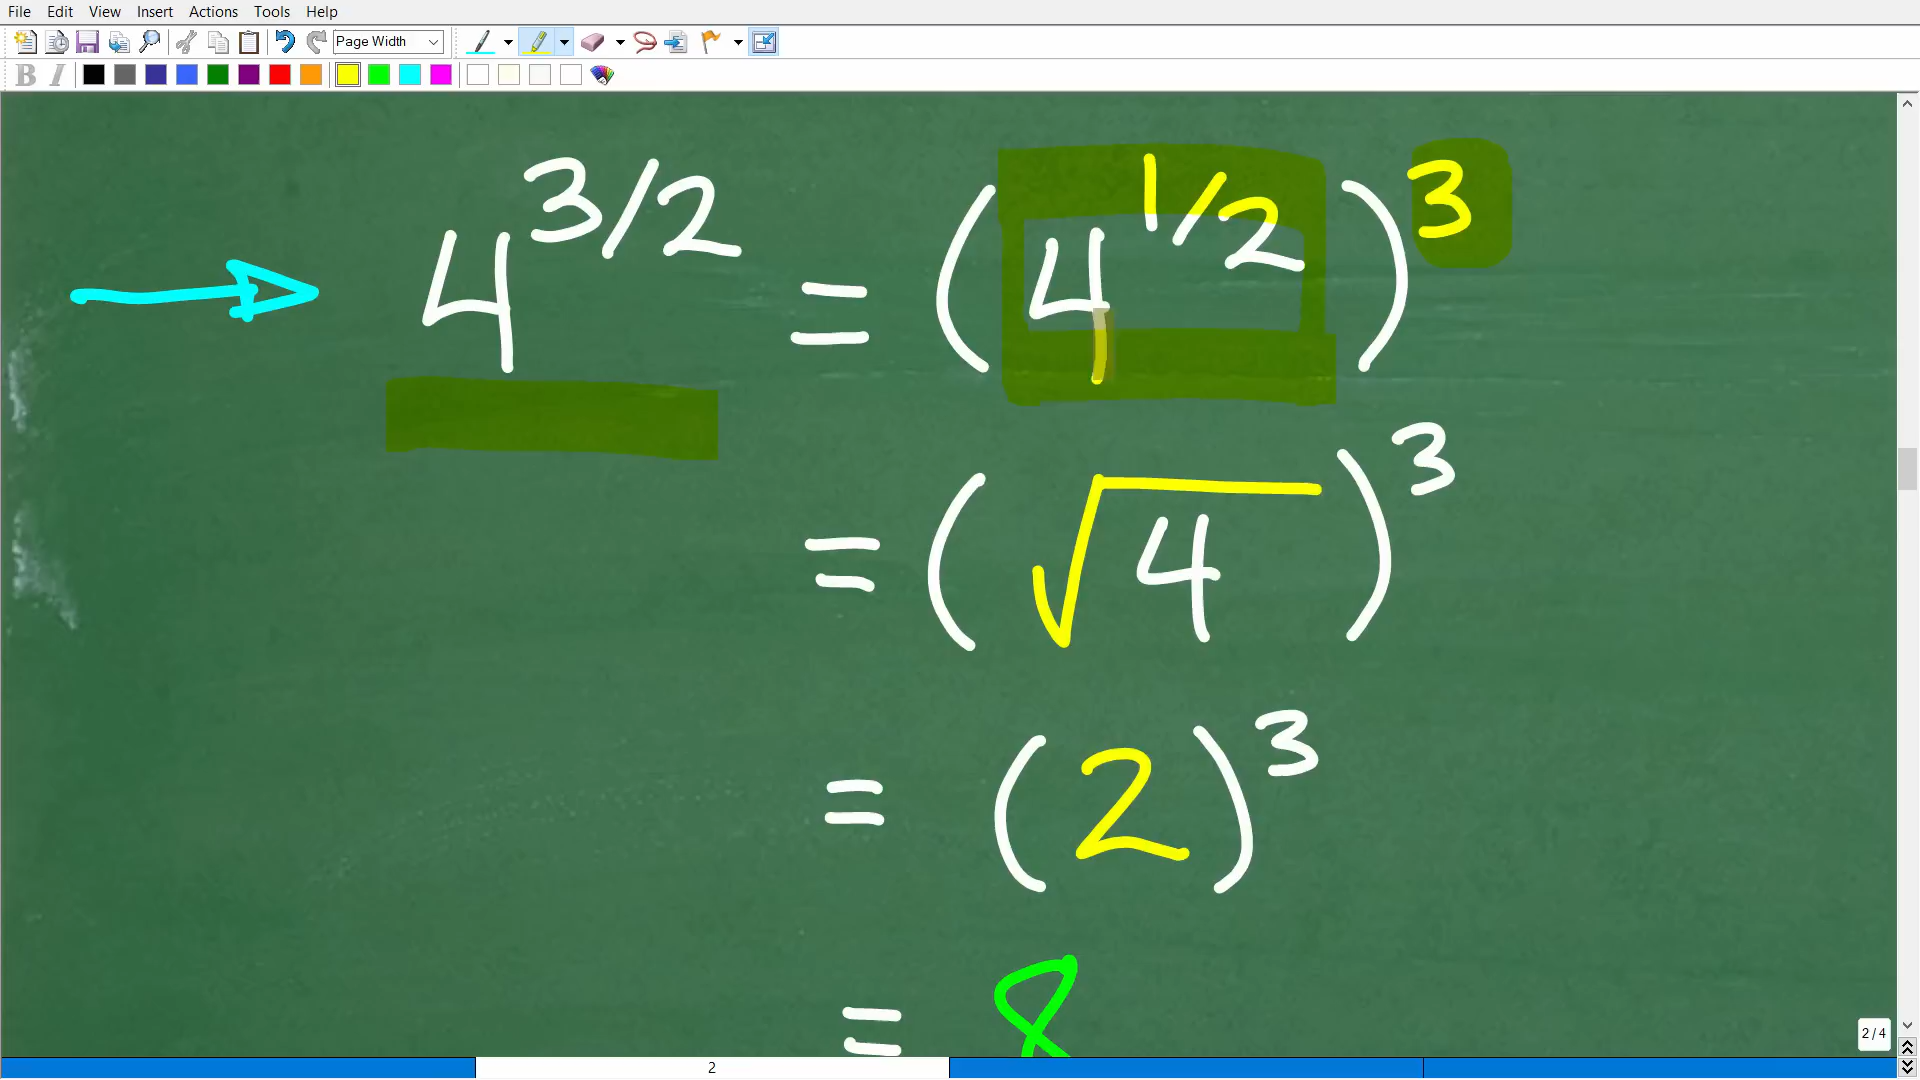 File Edit View Insert Actions Tools Help
Page Width
B I
4^3/2 = (4^1/2)^3
= (√4)^3
= (2)^3
= 8
2 / 4
2